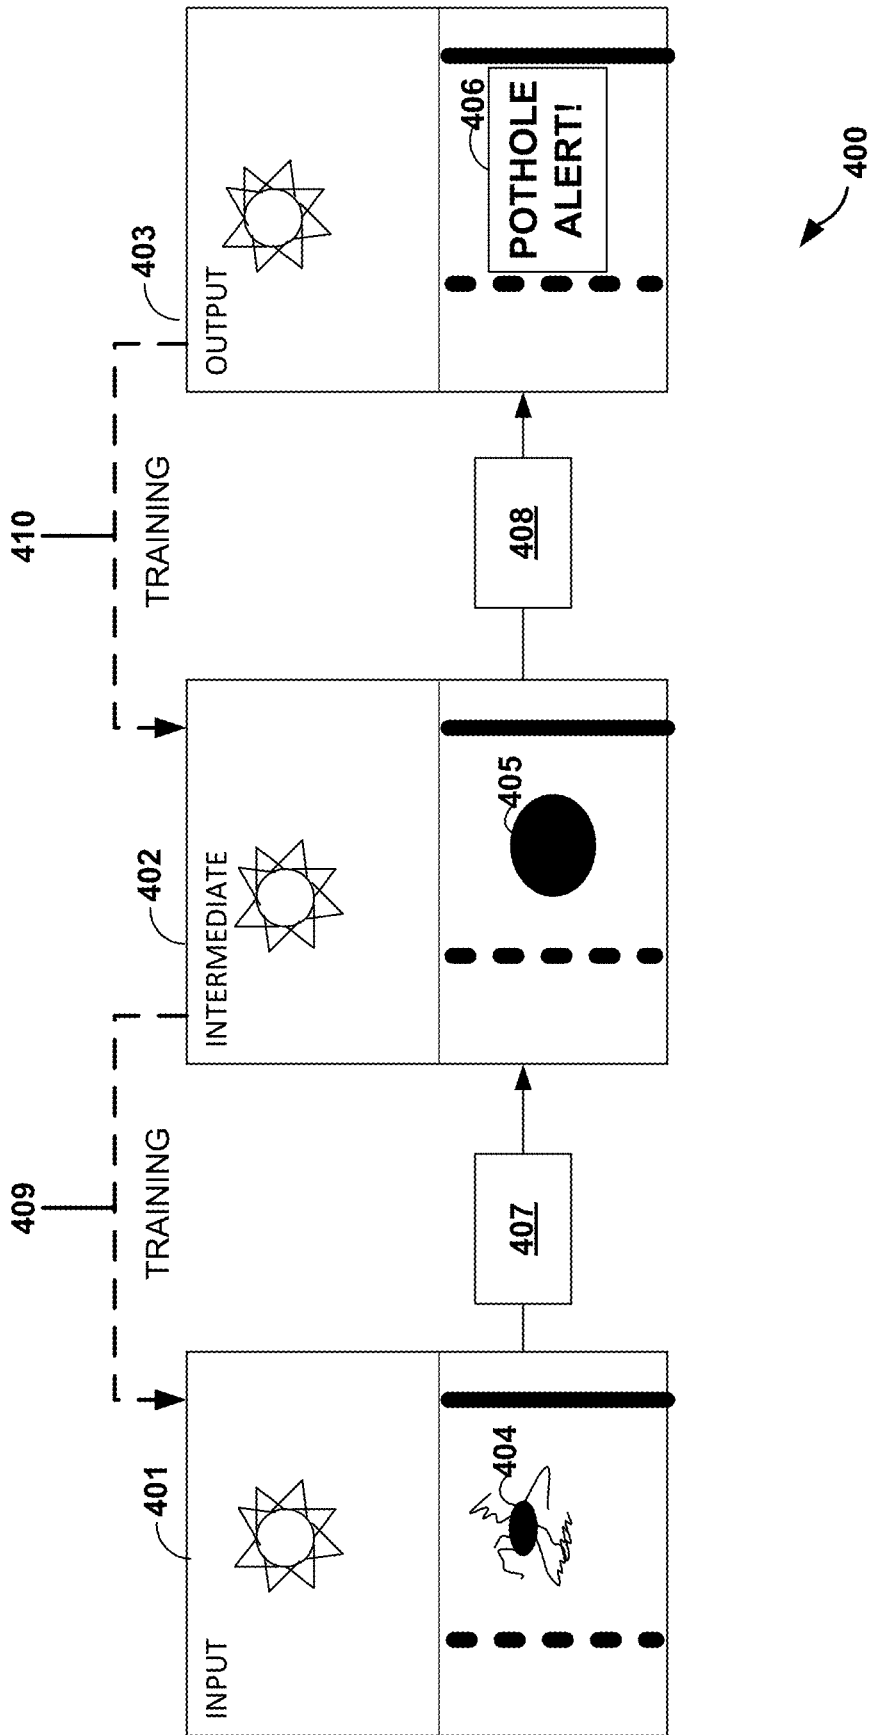 410
409
TRAINING
TRAINING
401
402
403
INPUT
INTERMEDIATE
OUTPUT
404
405
406
POTHOLE
ALERT!
407
408
400